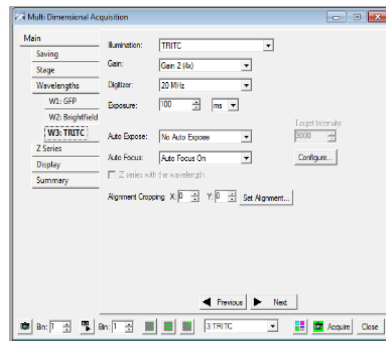 Multi Dimensional Acquisition
Main
Saving
Stage
Wavelengths
W1: GFP
W2: Brightfield
W3: TRITC
Z Series
Display
Summary
Illumination: TRITC
Gain: Gain 2 (4x)
Digitizer: 20 MHz
Exposure: 100 ms
Target Intensity
Auto Expose: No Auto Expose 3000
Auto Focus: Auto Focus On Configure...
Z series with the wavelength
Alignment Cropping X: 0 Y: 0 Set Alignment...
Previous Next
Bin: 1 Bin: 1 3:TRITC Acquire Close